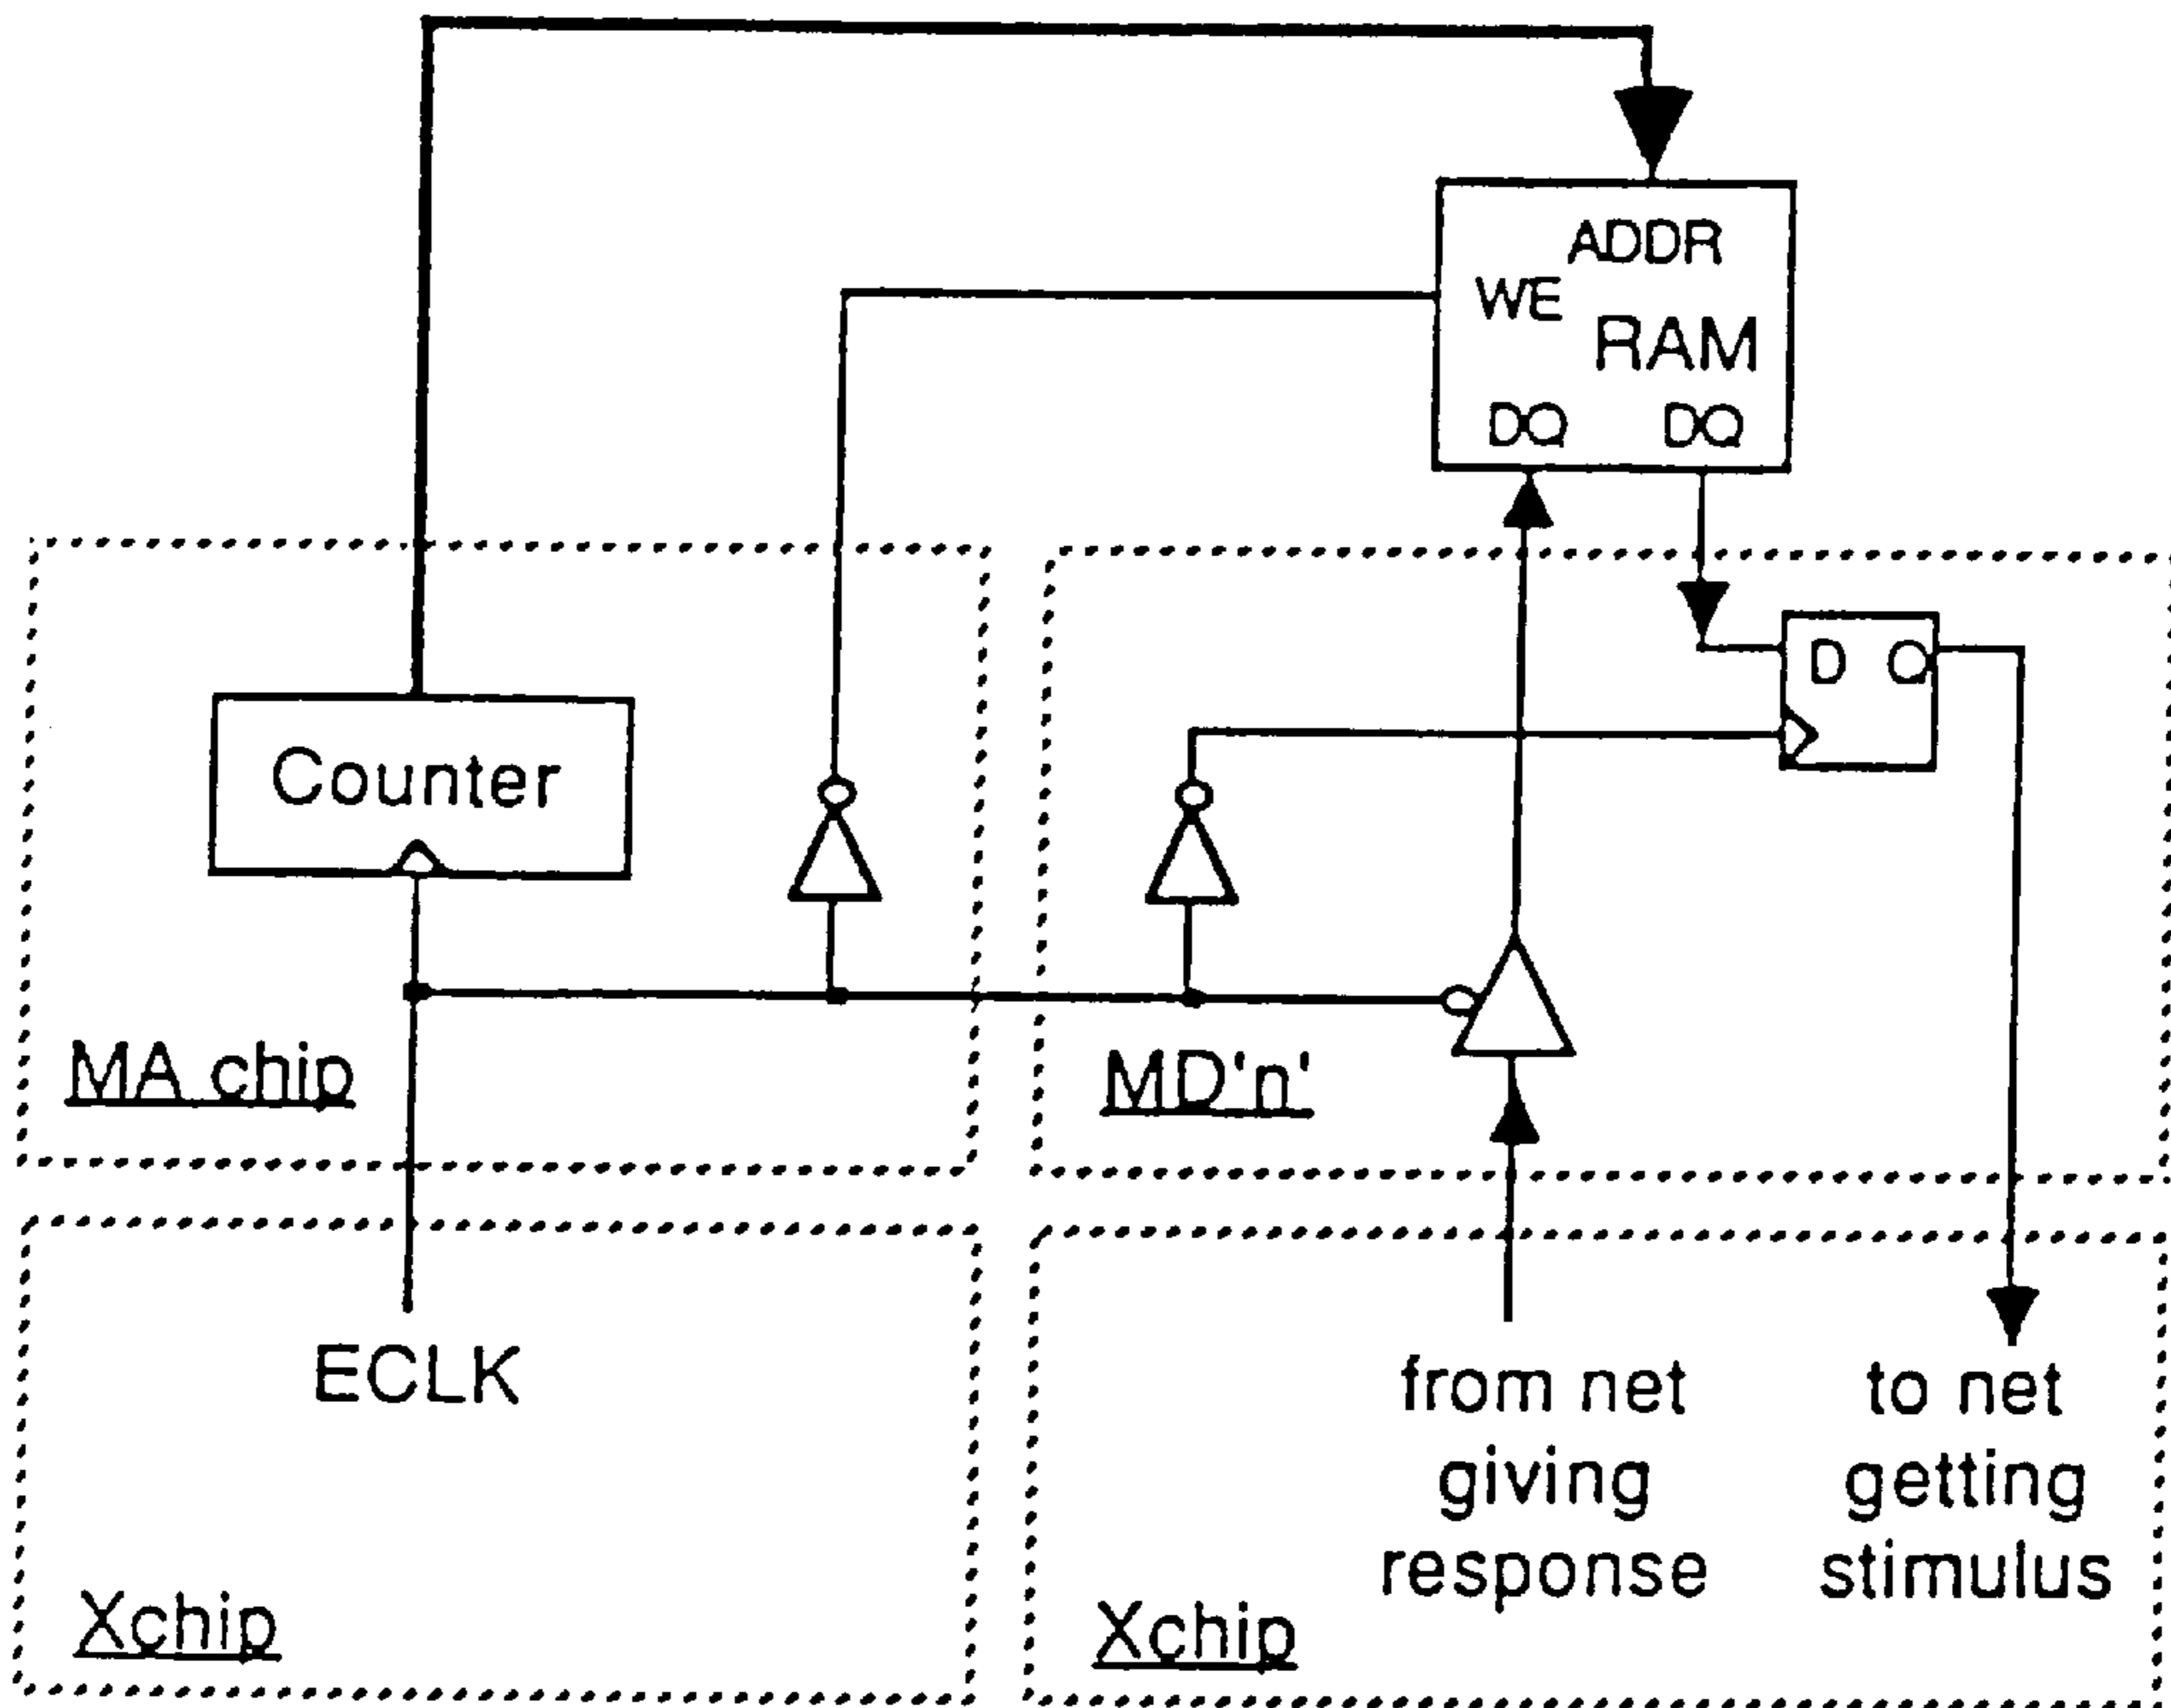 ADDR
WE
RAM
DQ DQ
D Q
Counter
MA chip
MD'n'
ECLK
from net
giving
response
to net
getting
stimulus
Xchip
Xchip